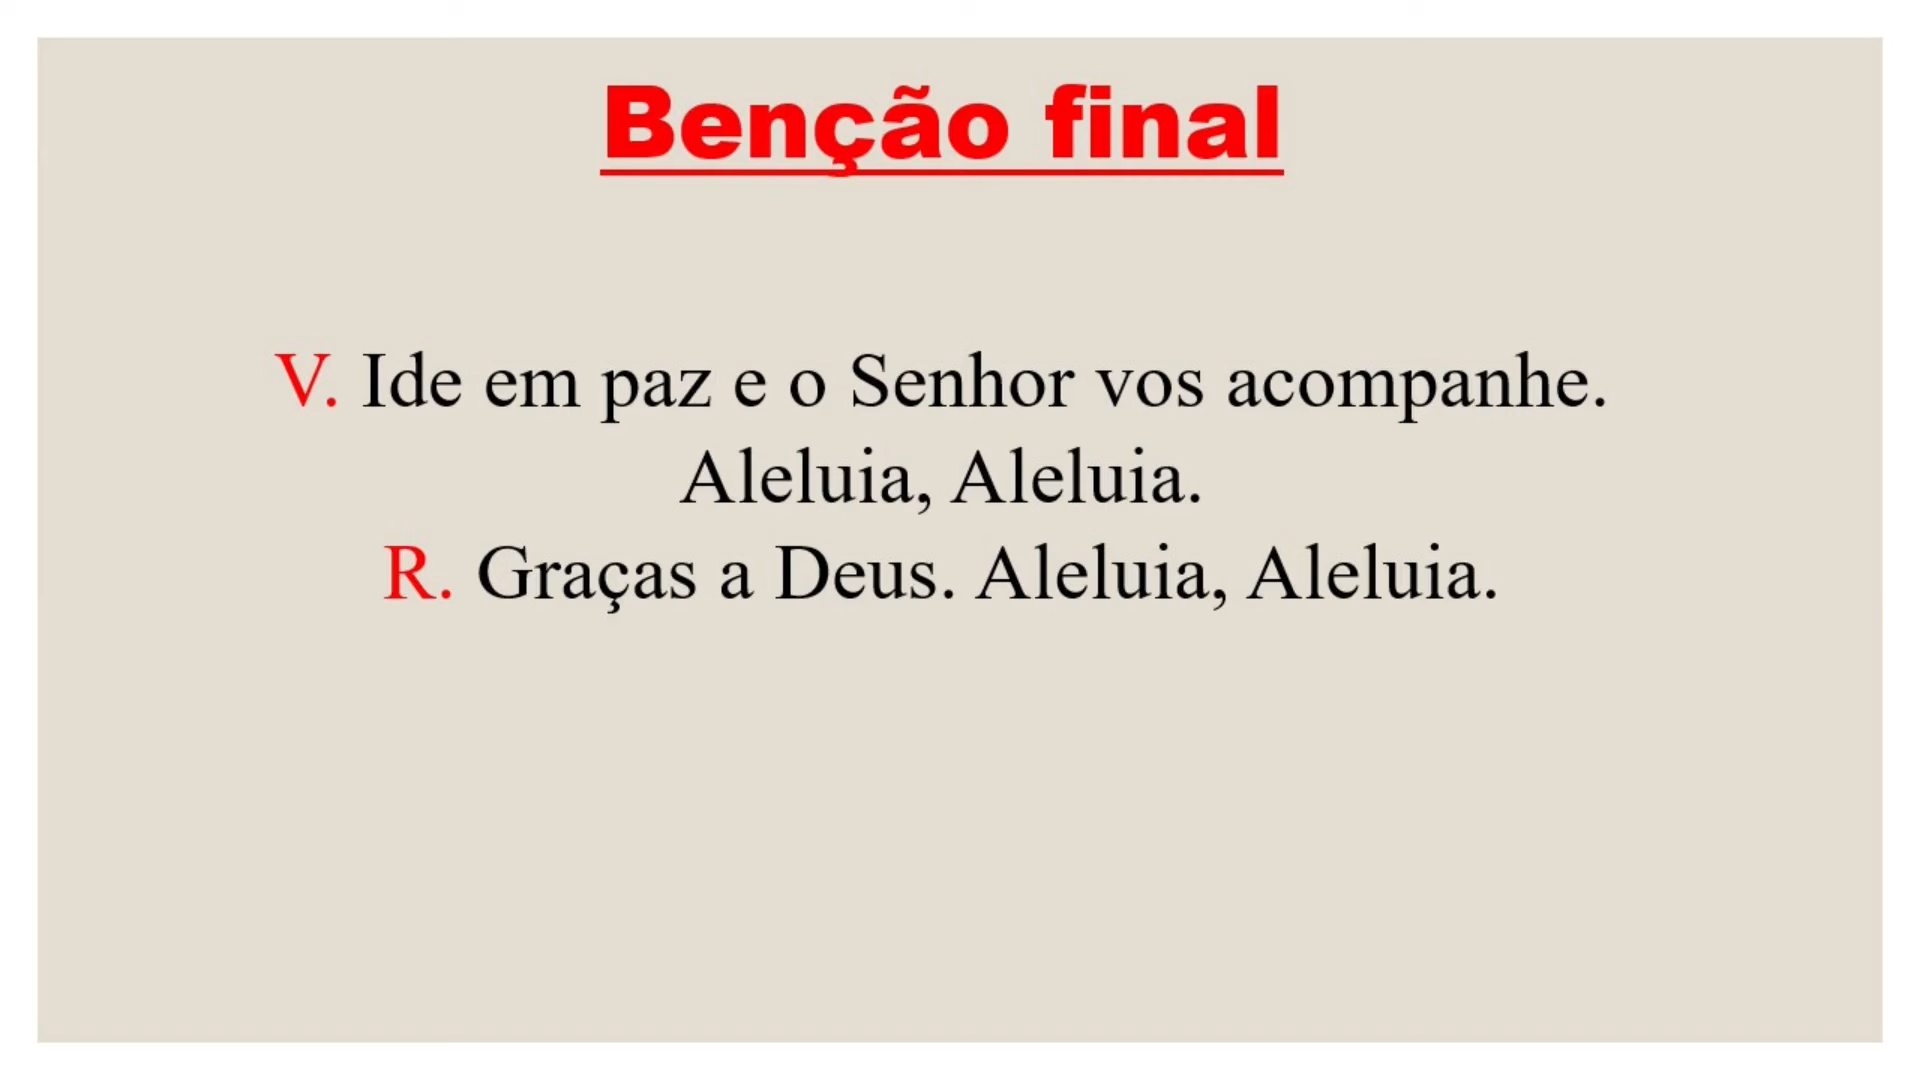 Benção final
V. Ide em paz e o Senhor vos acompanhe.
Aleluia, Aleluia.
R. Graças a Deus. Aleluia, Aleluia.